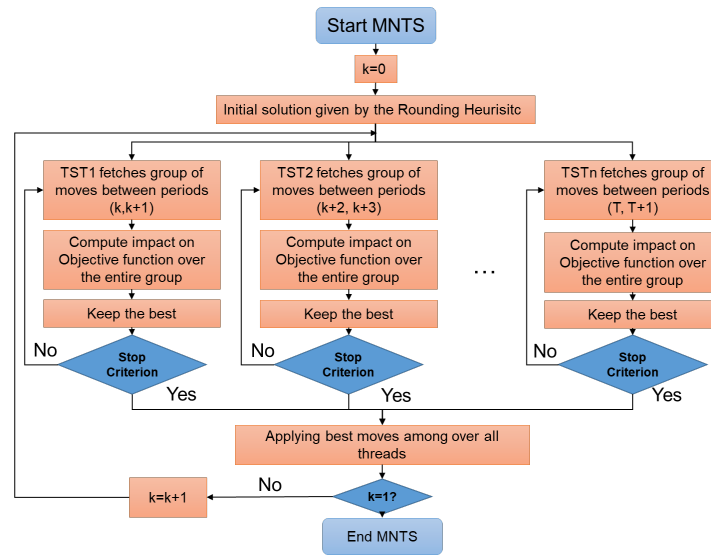 Start MNTS
k=0
Initial solution given by the Rounding Heurisitc
TST1 fetches group of
moves between periods
(k,k+1)
TST2 fetches group of
moves between periods
(k+2, k+3)
TSTn fetches group of
moves between periods
(T, T+1)
Compute impact on
Objective function over
the entire group
Compute impact on
Objective function over
the entire group
...
Compute impact on
Objective function over
the entire group
Keep the best
Keep the best
Keep the best
No
Stop
Criterion
Yes
No
Stop
Criterion
Yes
No
Stop
Criterion
Yes
Applying best moves among over all
threads
k=k+1
No
k=1?
End MNTS